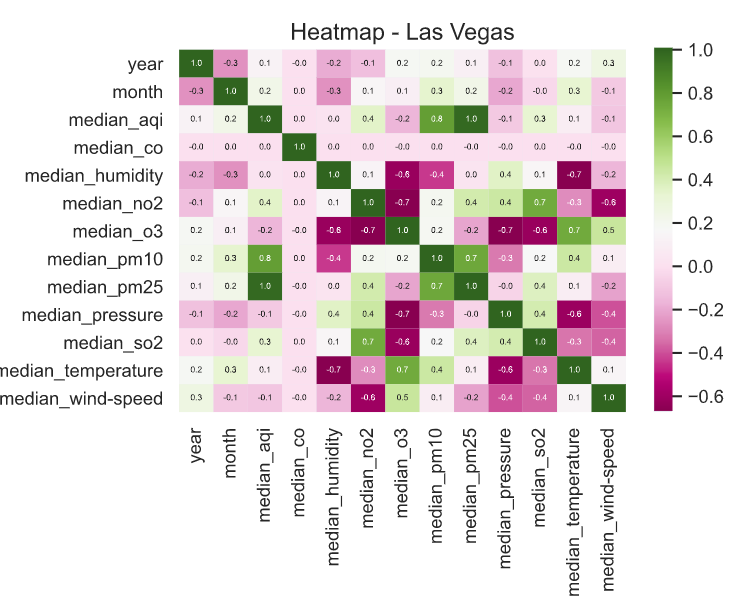 Heatmap - Las Vegas
year 1.0 -0.3 0.1 -0.0 -0.2 -0.1 0.2 0.2 0.1 -0.1 0.0 0.2 0.3
month -0.3 1.0 0.2 0.0 -0.3 0.1 0.1 0.3 0.2 -0.2 -0.0 0.3 -0.1
median_aqi 0.1 0.2 1.0 0.0 0.0 0.4 -0.2 0.8 1.0 -0.1 0.3 0.1 -0.1
median_co -0.0 0.0 0.0 1.0 0.0 0.0 -0.0 0.0 -0.0 -0.0 -0.0 -0.0 -0.0
median_humidity -0.2 -0.3 0.0 0.0 1.0 0.1 -0.6 -0.4 0.0 0.4 0.1 -0.7 -0.2
median_no2 -0.1 0.1 0.4 0.0 0.1 1.0 -0.7 0.2 0.4 0.4 0.7 -0.3 -0.6
median_o3 0.2 0.1 -0.2 -0.0 -0.6 -0.7 1.0 0.2 -0.2 -0.7 -0.6 0.7 0.5
median_pm10 0.2 0.3 0.8 0.0 -0.4 0.2 0.2 1.0 0.7 -0.3 0.2 0.4 0.1
median_pm25 0.1 0.2 1.0 -0.0 0.0 0.4 -0.2 0.7 1.0 -0.0 0.4 0.1 -0.2
median_pressure -0.1 -0.2 -0.1 -0.0 0.4 0.4 -0.7 -0.3 -0.0 1.0 0.4 -0.6 -0.4
median_so2 0.0 -0.0 0.3 -0.0 0.1 0.7 -0.6 0.2 0.4 0.4 1.0 -0.3 -0.4
median_temperature 0.2 0.3 0.1 -0.0 -0.7 -0.3 0.7 0.4 0.1 -0.6 -0.3 1.0 0.1
median_wind-speed 0.3 -0.1 -0.1 -0.0 -0.2 -0.6 0.5 0.1 -0.2 -0.4 -0.4 0.1 1.0
year
month
median_aqi
median_co
median_humidity
median_no2
median_o3
median_pm10
median_pm25
median_pressure
median_so2
median_temperature
median_wind-speed
1.0
0.8
0.6
0.4
0.2
0.0
−0.2
−0.4
−0.6